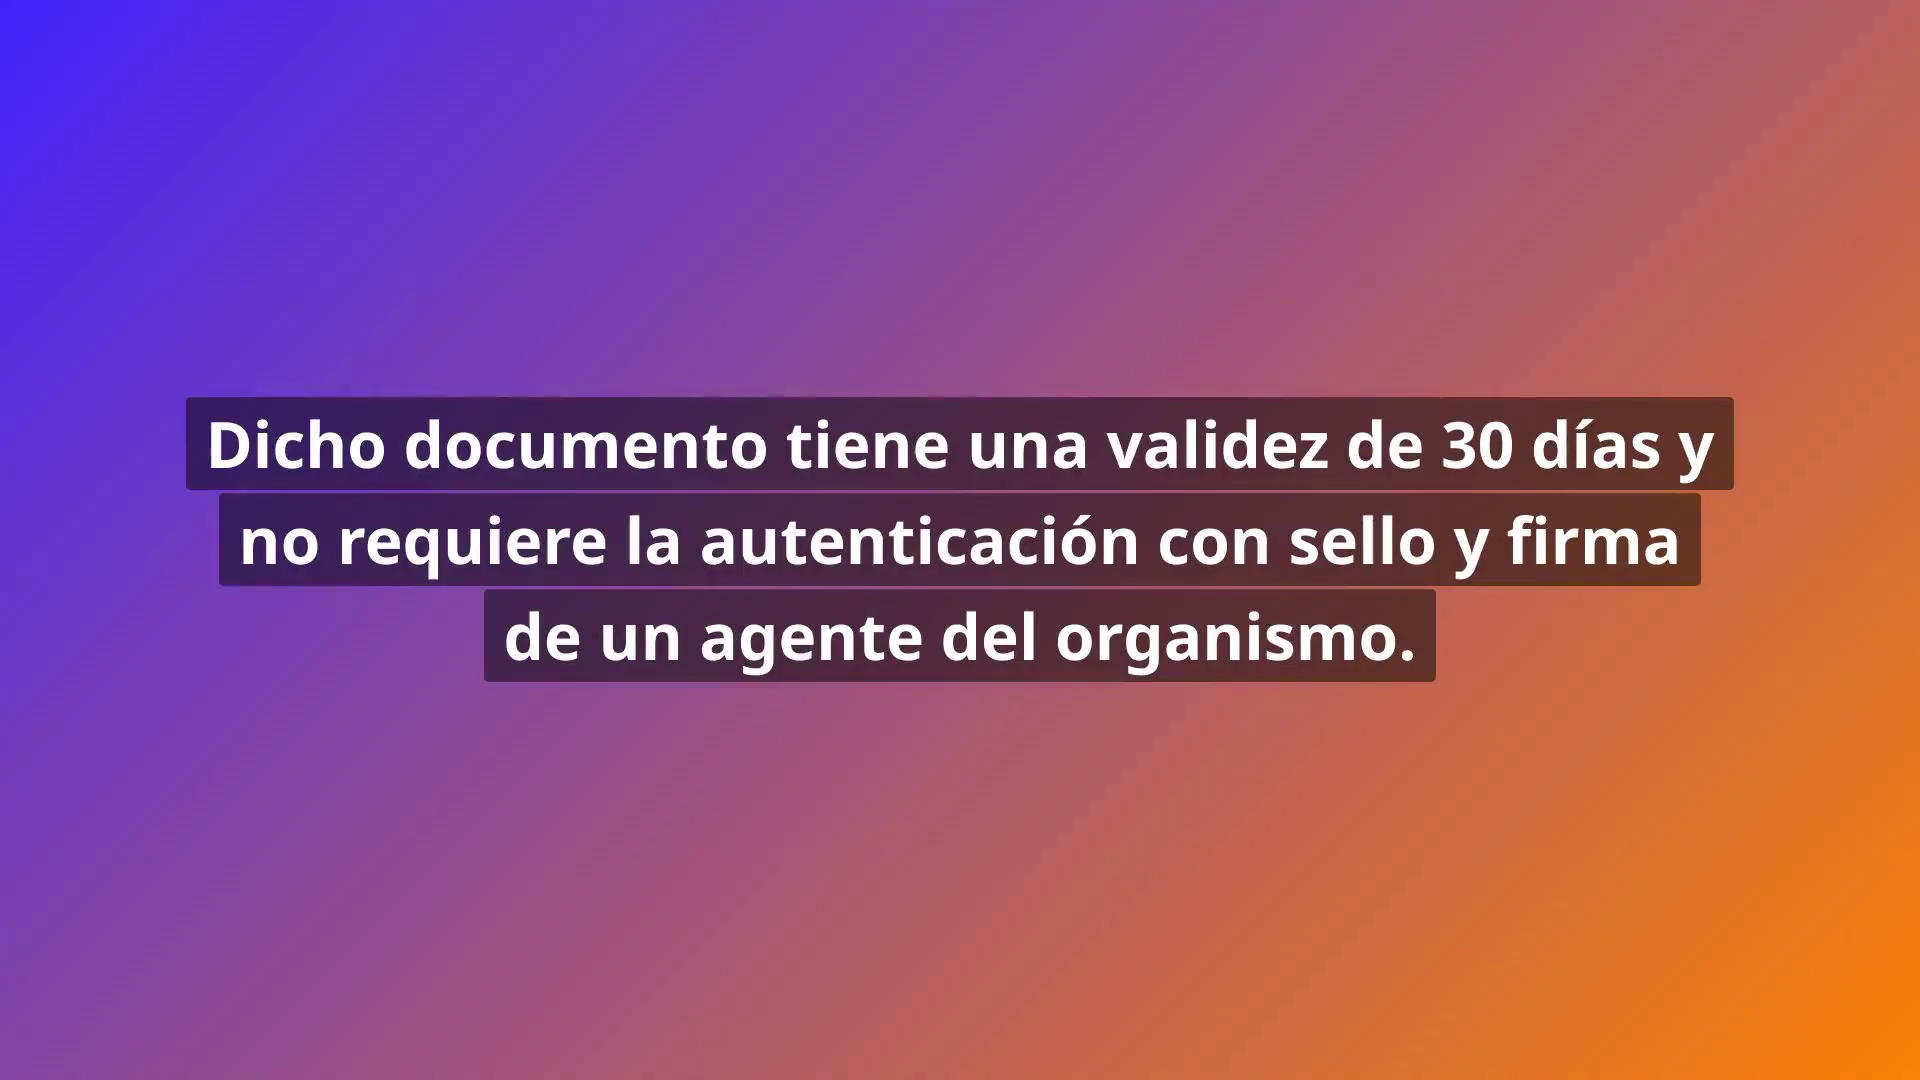 Dicho documento tiene una validez de 30 días y
no requiere la autenticación con sello y firma
de un agente del organismo.